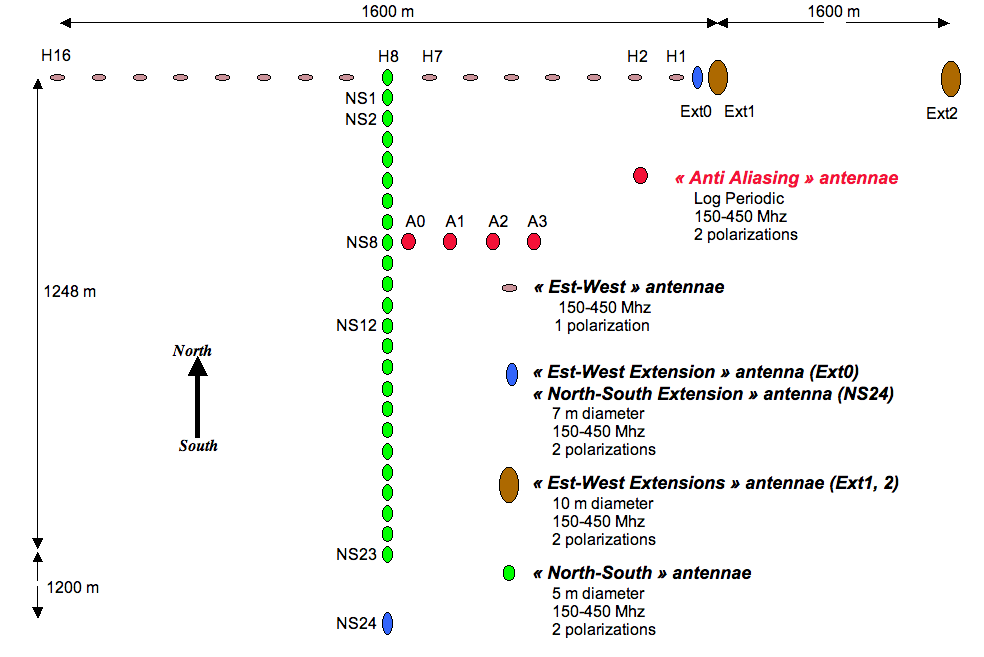 1600 m
1600 m
H16
H8
H7
H2
H1
NS1
NS2
Ext0
Ext1
Ext2
« Anti Aliasing » antennae
Log Periodic
150-450 Mhz
2 polarizations
A0
A1
A2
A3
NS8
« Est-West » antennae
150-450 Mhz
1 polarization
1248 m
NS12
North
South
« Est-West Extension » antenna (Ext0)
« North-South Extension » antenna (NS24)
7 m diameter
150-450 Mhz
2 polarizations
« Est-West Extensions » antennae (Ext1, 2)
10 m diameter
150-450 Mhz
2 polarizations
NS23
« North-South » antennae
5 m diameter
150-450 Mhz
2 polarizations
1200 m
NS24